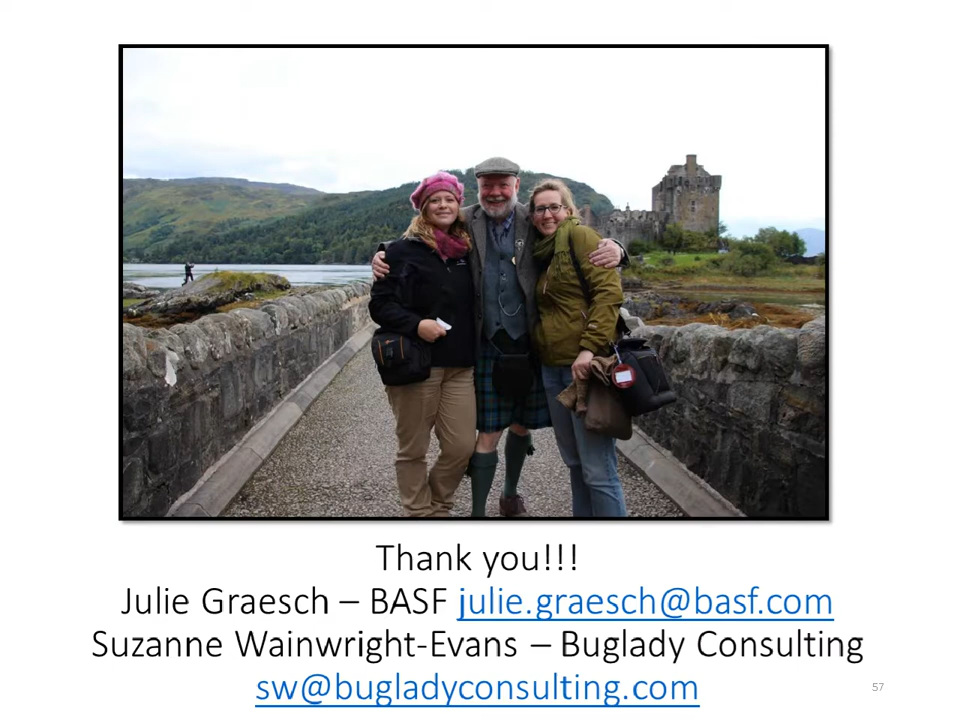 Thank you!!!
Julie Graesch – BASF julie.graesch@basf.com
Suzanne Wainwright-Evans – Buglady Consulting
sw@bugladyconsulting.com
57